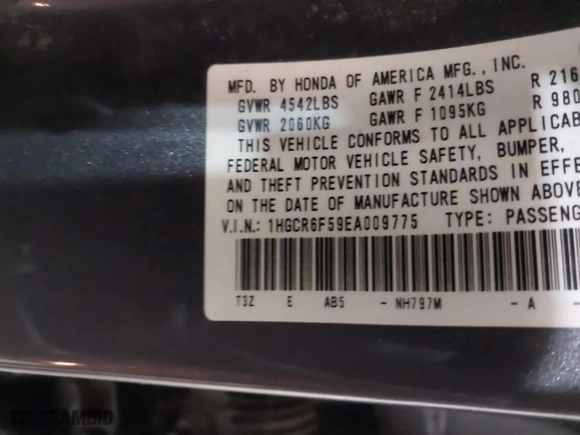 MFD. BY HONDA OF AMERICA MFG., INC.
GVWR 4542LBS GAWR F 2414LBS R 216
GVWR 2060KG GAWR F 1095KG R 980
THIS VEHICLE CONFORMS TO ALL APPLICAB
FEDERAL MOTOR VEHICLE SAFETY, BUMPER,
AND THEFT PREVENTION STANDARDS IN EFFE
ON THE DATE OF MANUFACTURE SHOWN ABOVE
V.I.N.: 1HGCR6F59EA009775 TYPE: PASSENG
T3Z E AB5 - NH797M - A -
DREAMBID